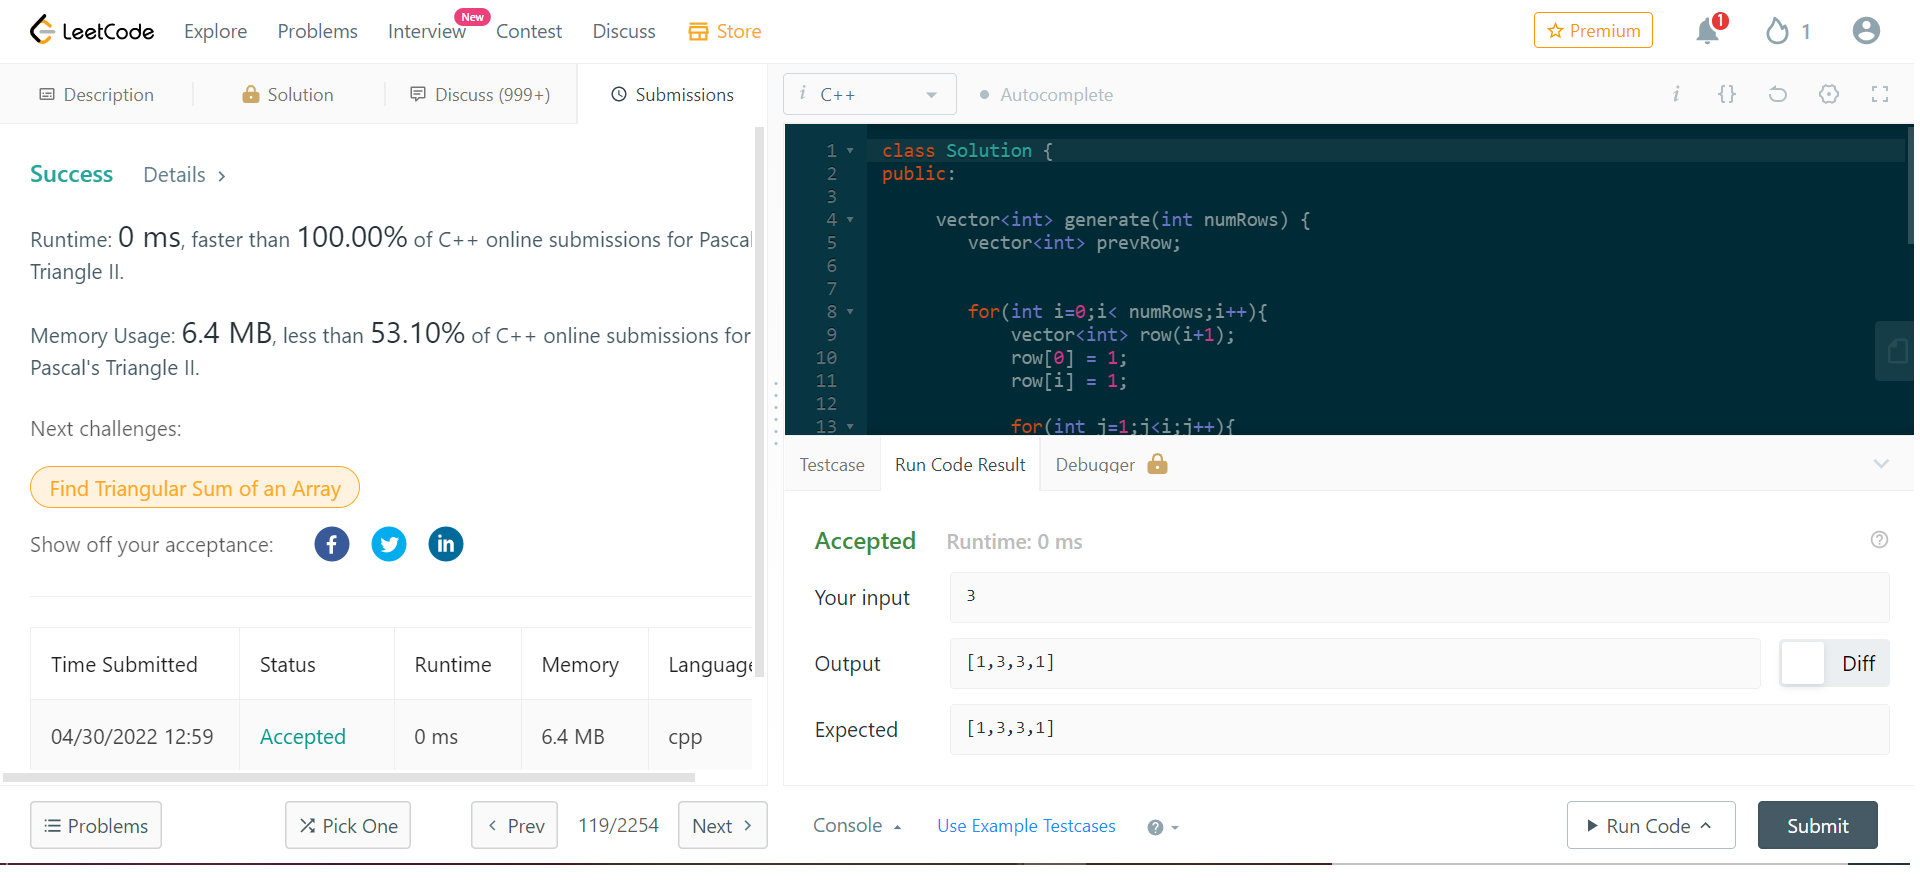 LeetCode Explore Problems Interview New Contest Discuss Store Premium 1 1
Description Solution Discuss (999+) Submissions
i C++ Autocomplete i {}
Success Details >
Runtime: 0 ms, faster than 100.00% of C++ online submissions for Pascal
Triangle II.
Memory Usage: 6.4 MB, less than 53.10% of C++ online submissions for
Pascal's Triangle II.
Next challenges:
Find Triangular Sum of an Array
Show off your acceptance: f in
Time Submitted Status Runtime Memory Language
04/30/2022 12:59 Accepted 0 ms 6.4 MB cpp
1 class Solution {
2 public:
3
4 vector<int> generate(int numRows) {
5 vector<int> prevRow;
6
7
8 for(int i=0;i< numRows;i++){
9 vector<int> row(i+1);
10 row[0] = 1;
11 row[i] = 1;
12
13 for(int j=1;j<i;j++){
Testcase Run Code Result Debugger
Accepted Runtime: 0 ms ?
Your input 3
Output [1,3,3,1] Diff
Expected [1,3,3,1]
Problems Pick One < Prev 119/2254 Next >
Console Use Example Testcases ? Run Code Submit